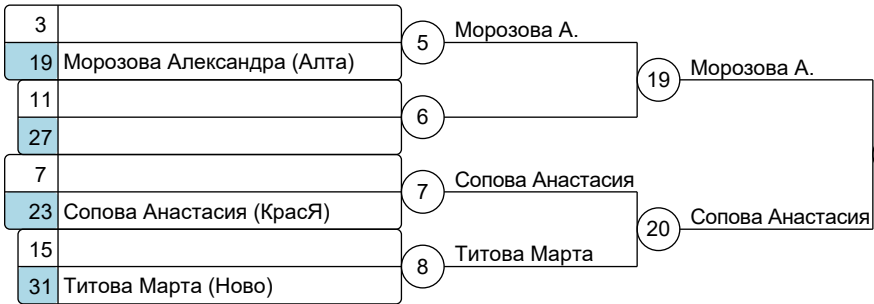 3
5 Морозова А.
19 Морозова Александра (Алта)
19 Морозова А.
11
6
27
7
7 Сопова Анастасия
23 Сопова Анастасия (КрасЯ)
20 Сопова Анастасия
15
8 Титова Марта
31 Титова Марта (Ново)